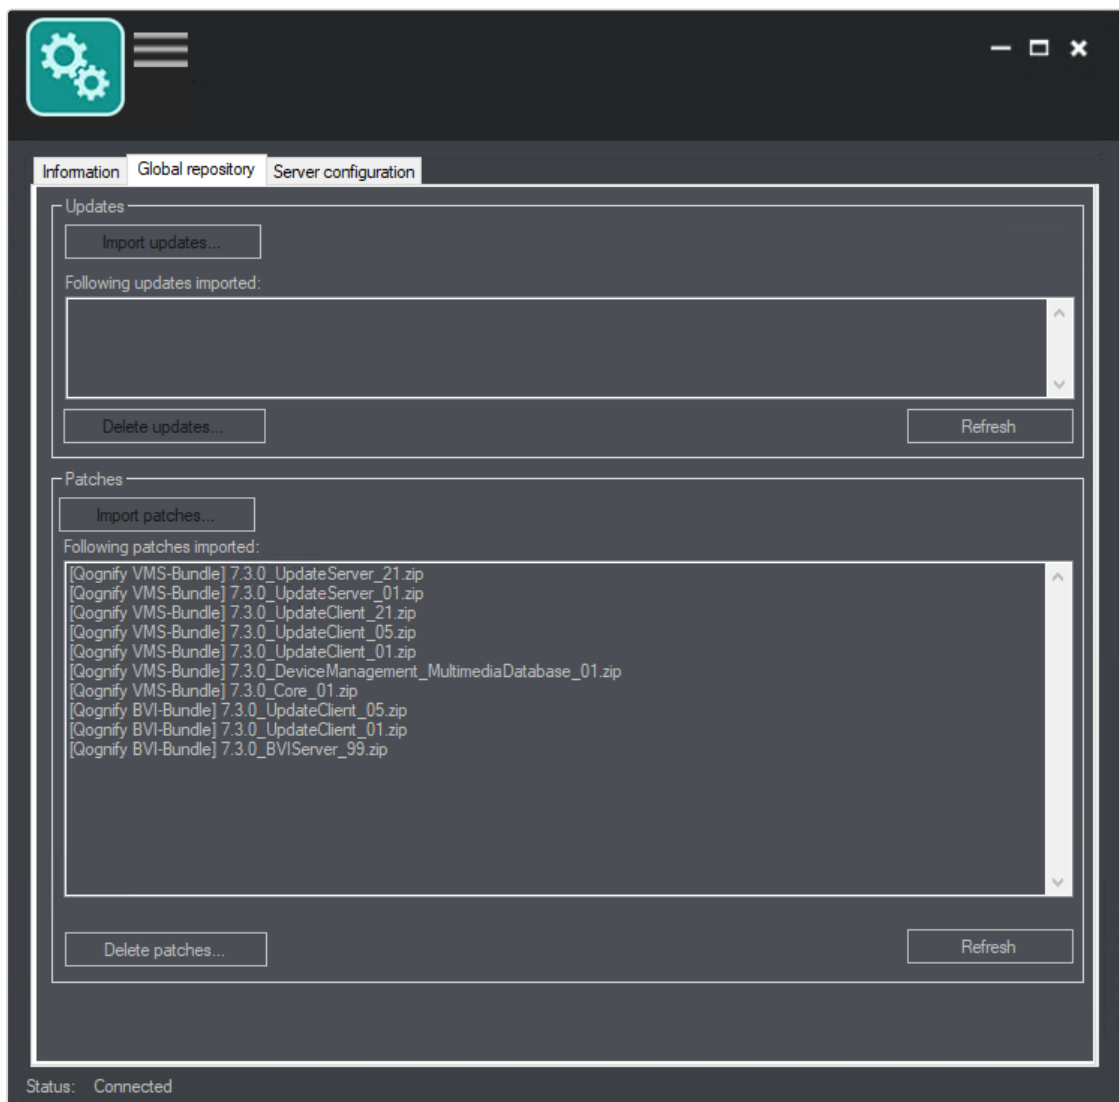 Information Global repository Server configuration
Updates
Import updates...
Following updates imported:
Delete updates... Refresh
Patches
Import patches...
Following patches imported:
[Qognify VMS-Bundle] 7.3.0_UpdateServer_21.zip
[Qognify VMS-Bundle] 7.3.0_UpdateServer_01.zip
[Qognify VMS-Bundle] 7.3.0_UpdateClient_21.zip
[Qognify VMS-Bundle] 7.3.0_UpdateClient_05.zip
[Qognify VMS-Bundle] 7.3.0_UpdateClient_01.zip
[Qognify VMS-Bundle] 7.3.0_DeviceManagement_MultimediaDatabase_01.zip
[Qognify VMS-Bundle] 7.3.0_Core_01.zip
[Qognify BVI-Bundle] 7.3.0_UpdateClient_05.zip
[Qognify BVI-Bundle] 7.3.0_UpdateClient_01.zip
[Qognify BVI-Bundle] 7.3.0_BVIServer_99.zip
Delete patches... Refresh
Status: Connected